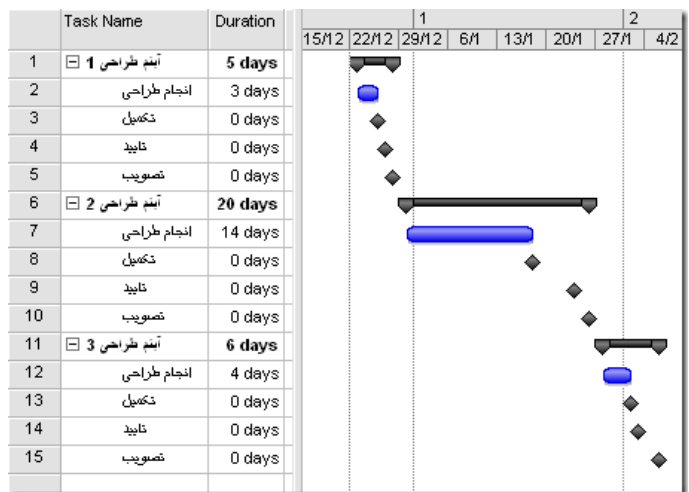 Task Name Duration 1 2
15/12 22/12 29/12 6/1 13/1 20/1 27/1 4/2
1 آیتم طراحی 1 5 days
2 انجام طراحی 3 days
3 تکمیل 0 days
4 تایید 0 days
5 تصویب 0 days
6 آیتم طراحی 2 20 days
7 انجام طراحی 14 days
8 تکمیل 0 days
9 تایید 0 days
10 تصویب 0 days
11 آیتم طراحی 3 6 days
12 انجام طراحی 4 days
13 تکمیل 0 days
14 تایید 0 days
15 تصویب 0 days